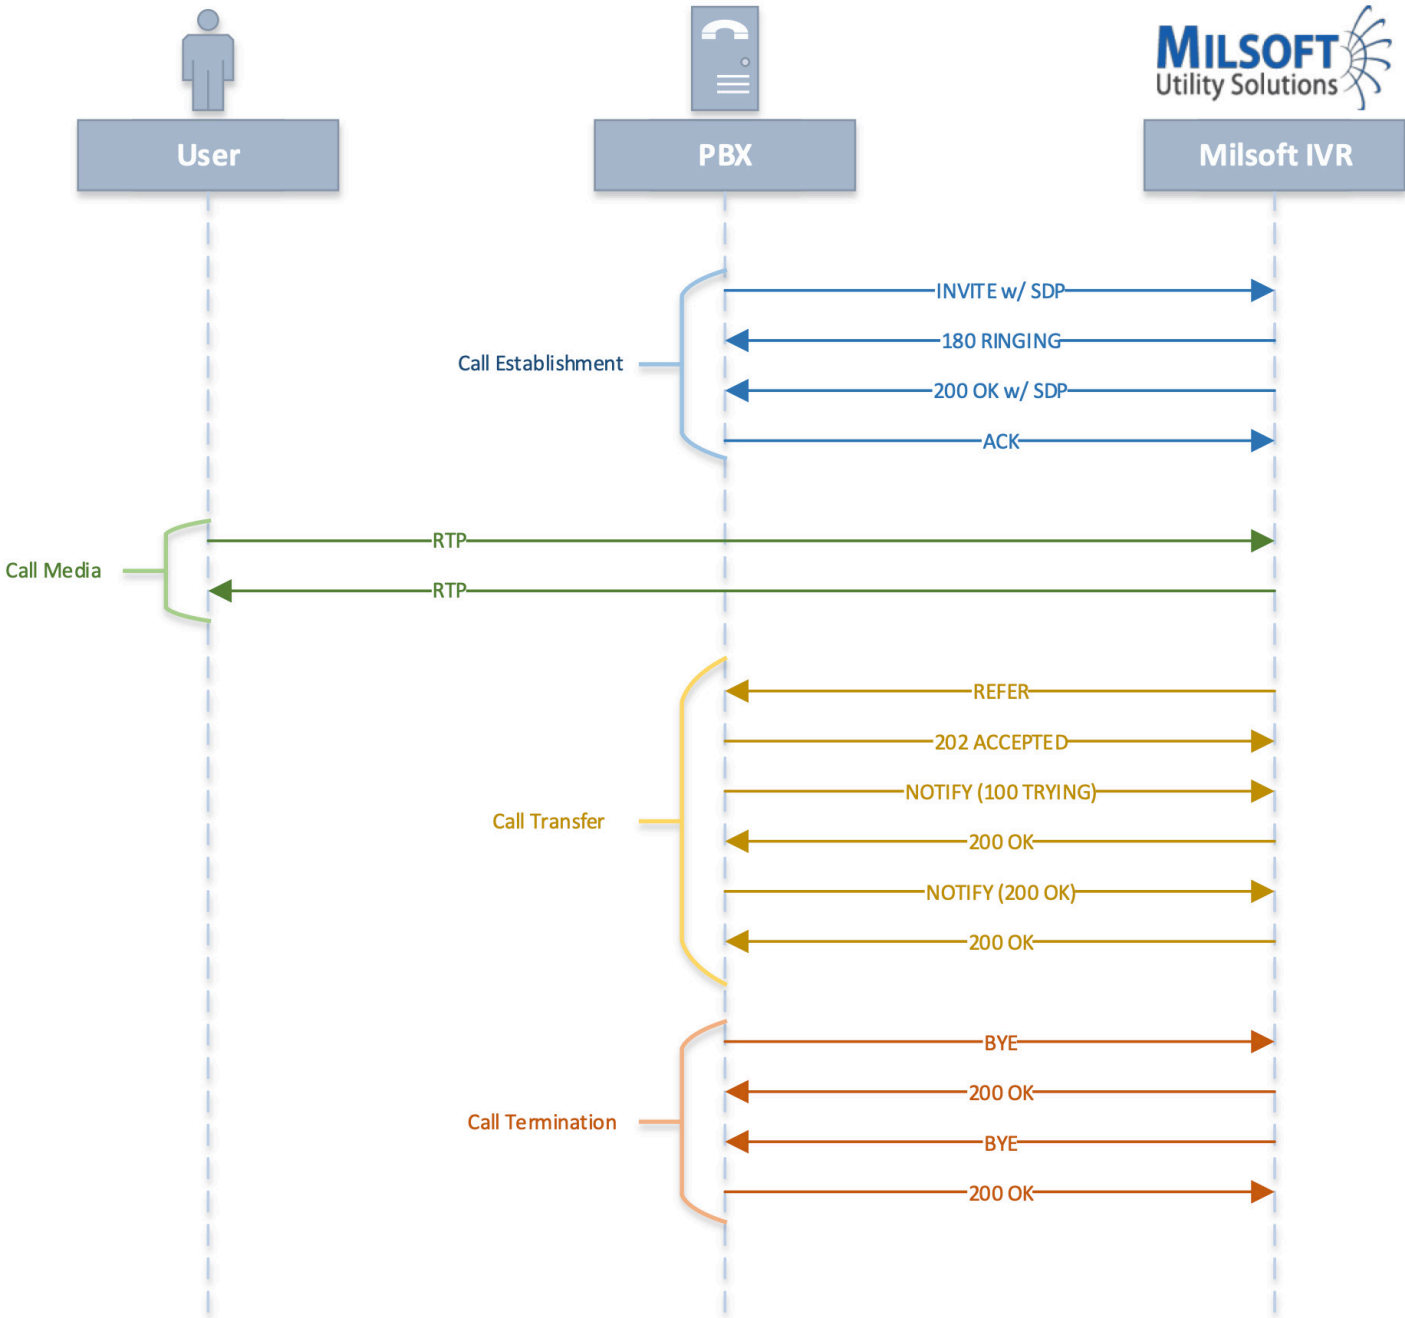 MILSOFT
Utility Solutions
User
PBX
Milsoft IVR
INVITE w/ SDP
180 RINGING
Call Establishment
200 OK w/ SDP
ACK
RTP
Call Media
RTP
REFER
202 ACCEPTED
NOTIFY (100 TRYING)
Call Transfer
200 OK
NOTIFY (200 OK)
200 OK
BYE
200 OK
Call Termination
BYE
200 OK